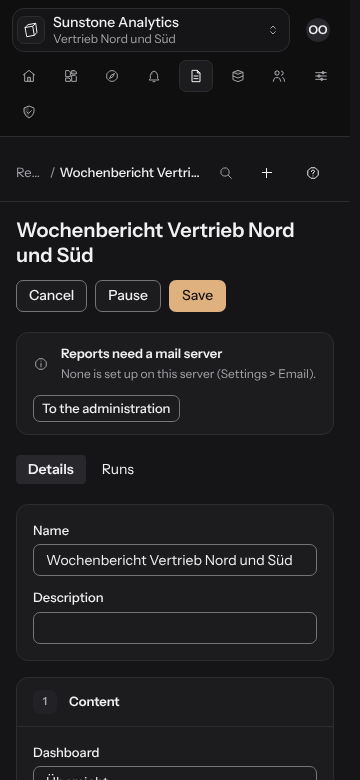 Sunstone Analytics
Vertrieb Nord und Süd
OO
Re... / Wochenbericht Vertri...
Wochenbericht Vertrieb Nord
und Süd
Cancel
Pause
Save
Reports need a mail server
None is set up on this server (Settings > Email).
To the administration
Details
Runs
Name
Wochenbericht Vertrieb Nord und Süd
Description
1
Content
Dashboard
Übersicht